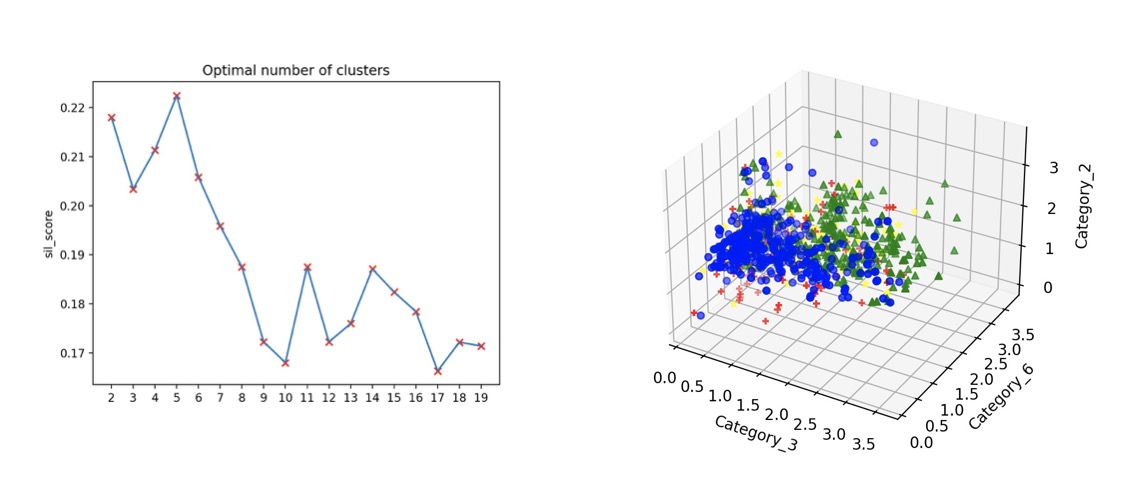 Optimal number of clusters
sil_score
0.22
0.21
0.20
0.19
0.18
0.17
2 3 4 5 6 7 8 9 10 11 12 13 14 15 16 17 18 19
Category_2
3
2
1
0
0.0 0.5 1.0 1.5 2.0 2.5 3.0 3.5
Category_3
0.0 0.5 1.0 1.5 2.0 2.5 3.0 3.5
Category_6